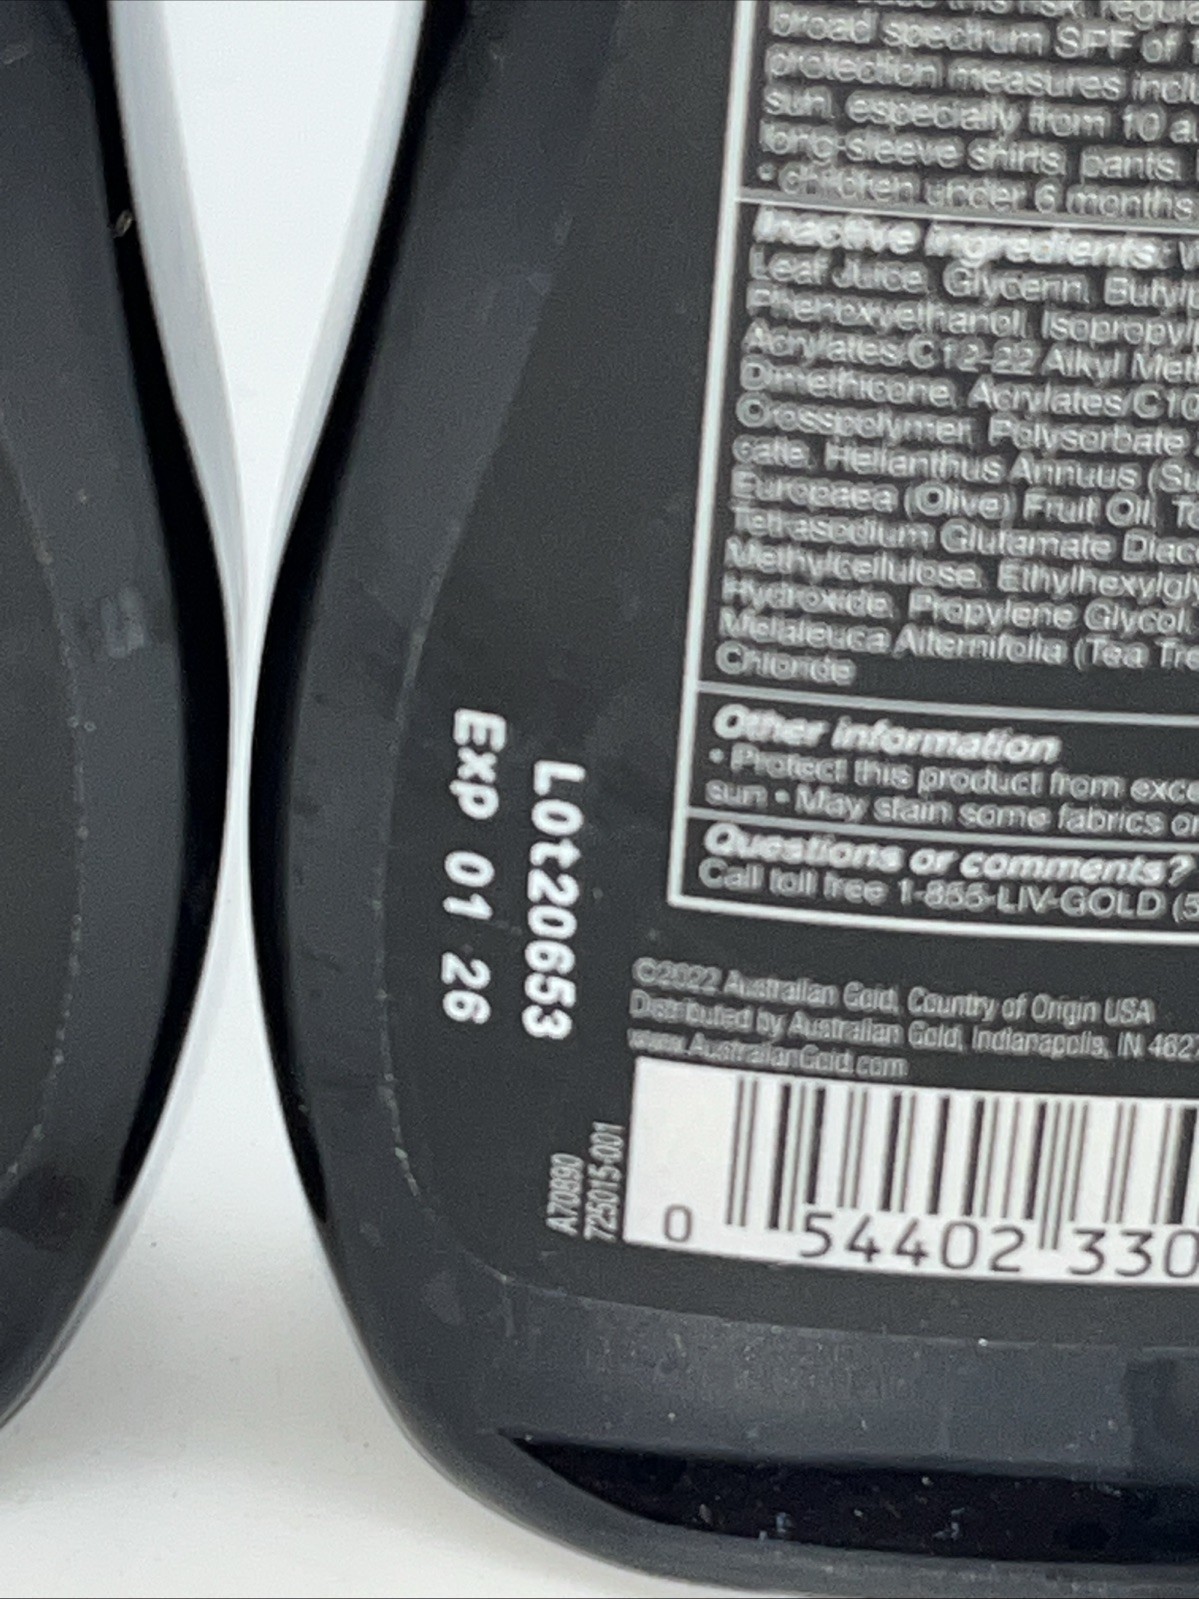 broad spectrum SPF of
protection measures incl
sun, especially from 10 a.
long-sleeve shirts, pants,
• children under 6 months
Inactive ingredients:
Leaf Juice, Glycerin, Butylp
Phenoxyethanol, Isopropyl
Acrylates/C12-22 Alkyl Meth
Dimethicone, Acrylates/C10
Crosspolymer, Polysorbate
cate, Helianthus Annuus (Su
Europaea (Olive) Fruit Oil, To
Tetrasodium Glutamate Diac
Methylcellulose, Ethylhexylgly
Hydroxide, Propylene Glycol,
Melaleuca Alternifolia (Tea Tre
Chloride
Other information
• Protect this product from exce
sun • May stain some fabrics or
Questions or comments?
Call toll free 1-855-LIV-GOLD (5
Lot20653
Exp 01 26
©2022 Australian Gold, Country of Origin USA
Distributed by Australian Gold, Indianapolis, IN 4627
www.AustralianGold.com
A70890
725015-001
0 54402 330